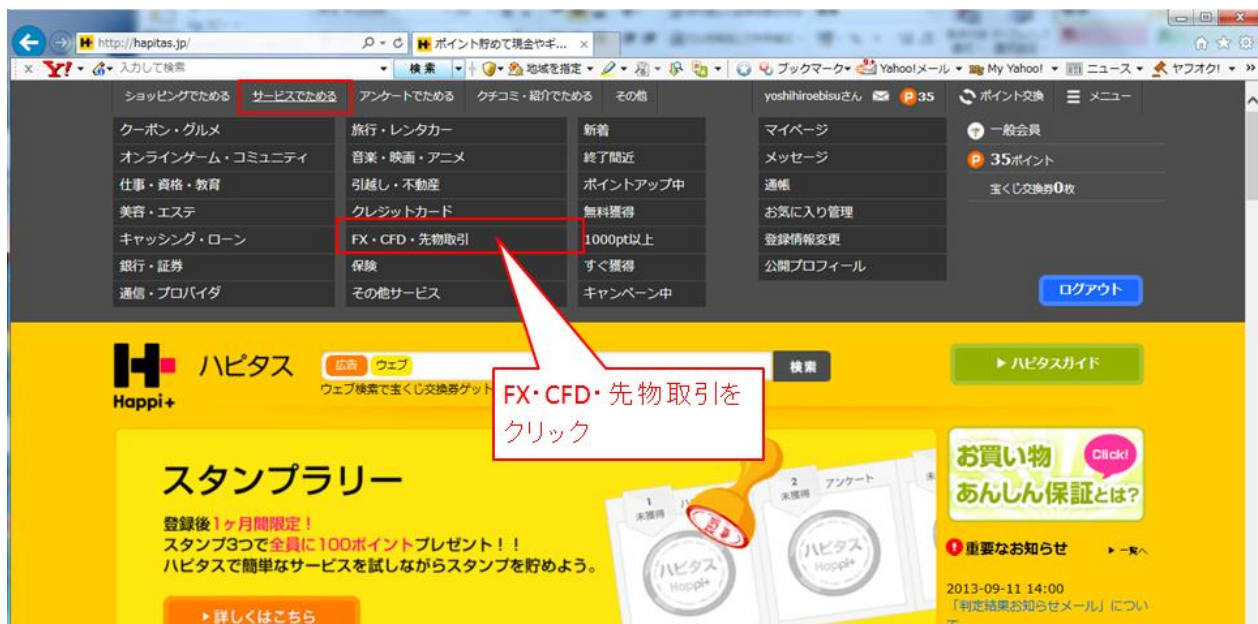 http://hapitas.jp/
ポイント貯めて現金やギ...
入力して検索
検索
地域を指定
ブックマーク
Yahoo!メール
My Yahoo!
ニュース
ヤフオク!
ショッピングでためる サービスでためる アンケートでためる クチコミ・紹介でためる その他
yoshihiroebisuさん P35 ポイント交換 メニュー
クーポン・グルメ 旅行・レンタカー 新着 マイページ 一般会員
オンラインゲーム・コミュニティ 音楽・映画・アニメ 終了間近 メッセージ P 35ポイント
仕事・資格・教育 引越し・不動産 ポイントアップ中 通帳 宝くじ交換券0枚
美容・エステ クレジットカード 無料獲得 お気に入り管理
キャッシング・ローン FX・CFD・先物取引 1000pt以上 登録情報変更
銀行・証券 保険 すぐ獲得 公開プロフィール
通信・プロバイダ その他サービス キャンペーン中 ログアウト
Happi+
ハピタス
広告 ウェブ
検索
ハピタスガイド
ウェブ検索で宝くじ交換券ゲット
FX・CFD・先物取引を
クリック
スタンプラリー
登録後1ヶ月間限定!
スタンプ3つで全員に100ポイントプレゼント!!
ハピタスで簡単なサービスを試しながらスタンプを貯めよう。
詳しくはこちら
1
未獲得
2 アンケート
未獲得
ハピタス
Happi+
ハピタス
Happi+
お買い物
Click!
あんしん保証とは?
重要なお知らせ 一覧へ
2013-09-11 14:00
「判定結果お知らせメール」につい